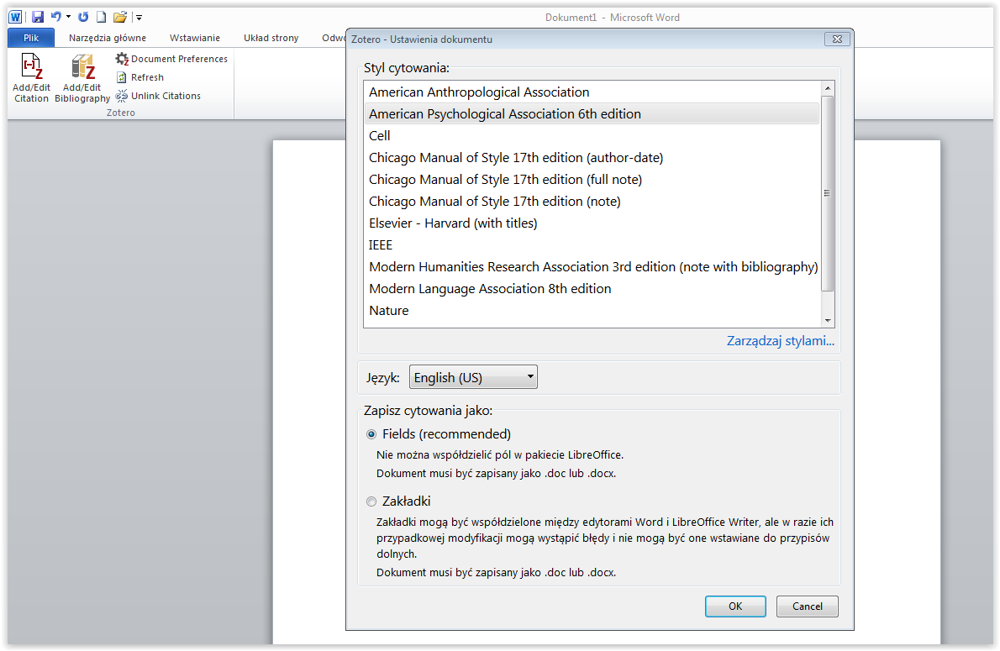 Dokument1 - Microsoft Word
Plik Narzędzia główne Wstawianie Układ strony Odwo
Add/Edit
Citation
Add/Edit
Bibliography
Document Preferences
Refresh
Unlink Citations
Zotero
Zotero - Ustawienia dokumentu
Styl cytowania:
American Anthropological Association
American Psychological Association 6th edition
Cell
Chicago Manual of Style 17th edition (author-date)
Chicago Manual of Style 17th edition (full note)
Chicago Manual of Style 17th edition (note)
Elsevier - Harvard (with titles)
IEEE
Modern Humanities Research Association 3rd edition (note with bibliography)
Modern Language Association 8th edition
Nature
Zarządzaj stylami...
Język: English (US)
Zapisz cytowania jako:
Fields (recommended)
Nie można współdzielić pól w pakiecie LibreOffice.
Dokument musi być zapisany jako .doc lub .docx.
Zakładki
Zakładki mogą być współdzielone między edytorami Word i LibreOffice Writer, ale w razie ich
przypadkowej modyfikacji mogą wystąpić błędy i nie mogą być one wstawiane do przypisów
dolnych.
Dokument musi być zapisany jako .doc lub .docx.
OK Cancel